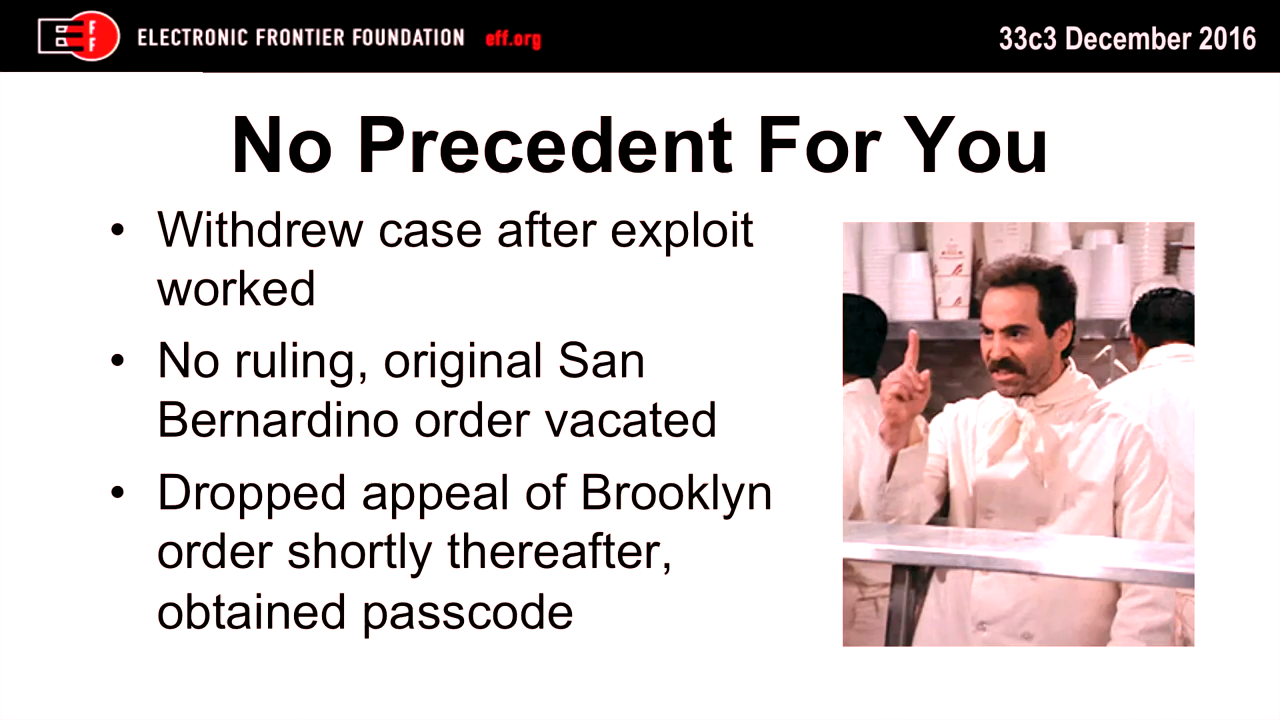 EFF
ELECTRONIC FRONTIER FOUNDATION eff.org
33c3 December 2016
No Precedent For You
• Withdrew case after exploit
worked
• No ruling, original San
Bernardino order vacated
• Dropped appeal of Brooklyn
order shortly thereafter,
obtained passcode